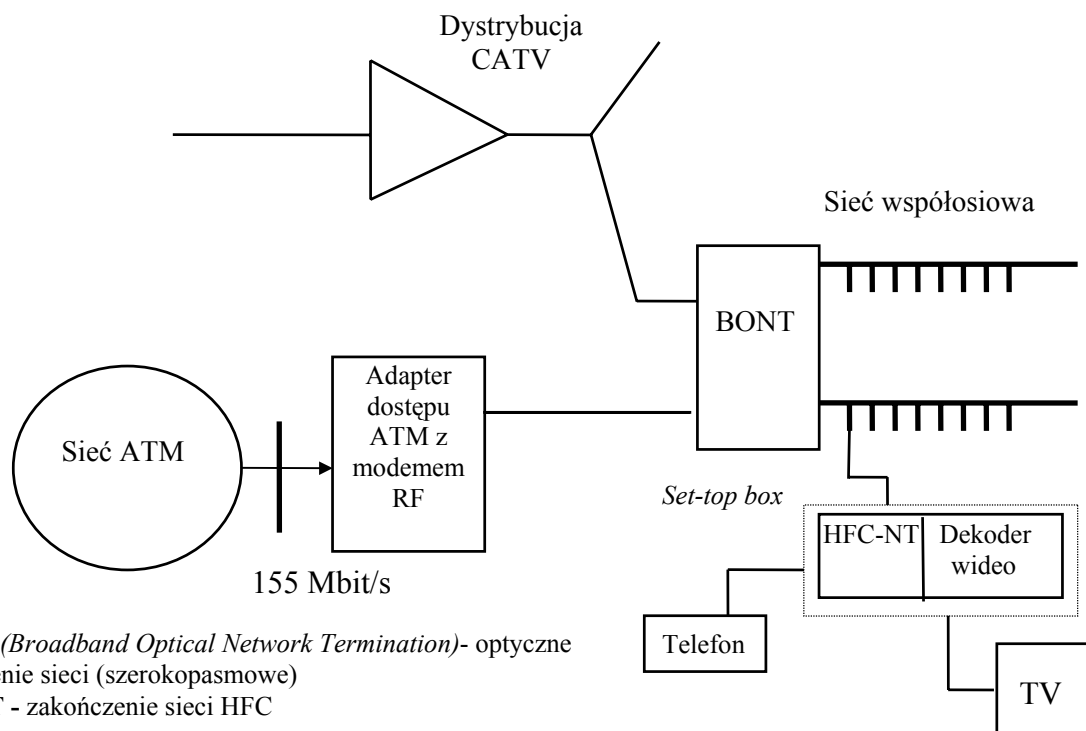 Dystrybucja
CATV
Sieć współosiowa
BONT
Adapter
dostępu
ATM z
modemem
RF
Sieć ATM
155 Mbit/s
Set-top box
HFC-NT
Dekoder
wideo
Telefon
TV
(Broadband Optical Network Termination)- optyczne
sieci (szerokopasmowe)
- zakończenie sieci HFC